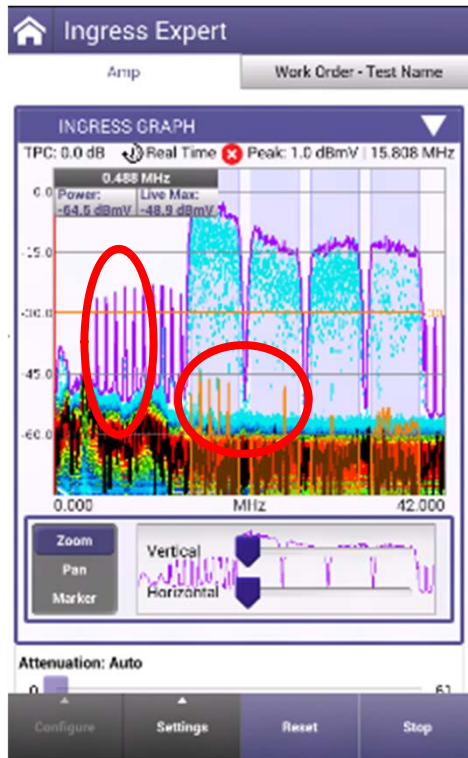 Ingress Expert
Amp
Work Order - Test Name
INGRESS GRAPH
TPC: 0.0 dB Real Time Peak: 1.0 dBmV | 15.808 MHz
0.488 MHz
Power: Live Max:
-64.5 dBmV -48.9 dBmV
0.0
-15.0
-30.0
-45.0
-60.0
0.000 MHz 42.000
Zoom
Pan
Marker
Vertical
Horizontal
Attenuation: Auto
0 61
Configure Settings Reset Stop